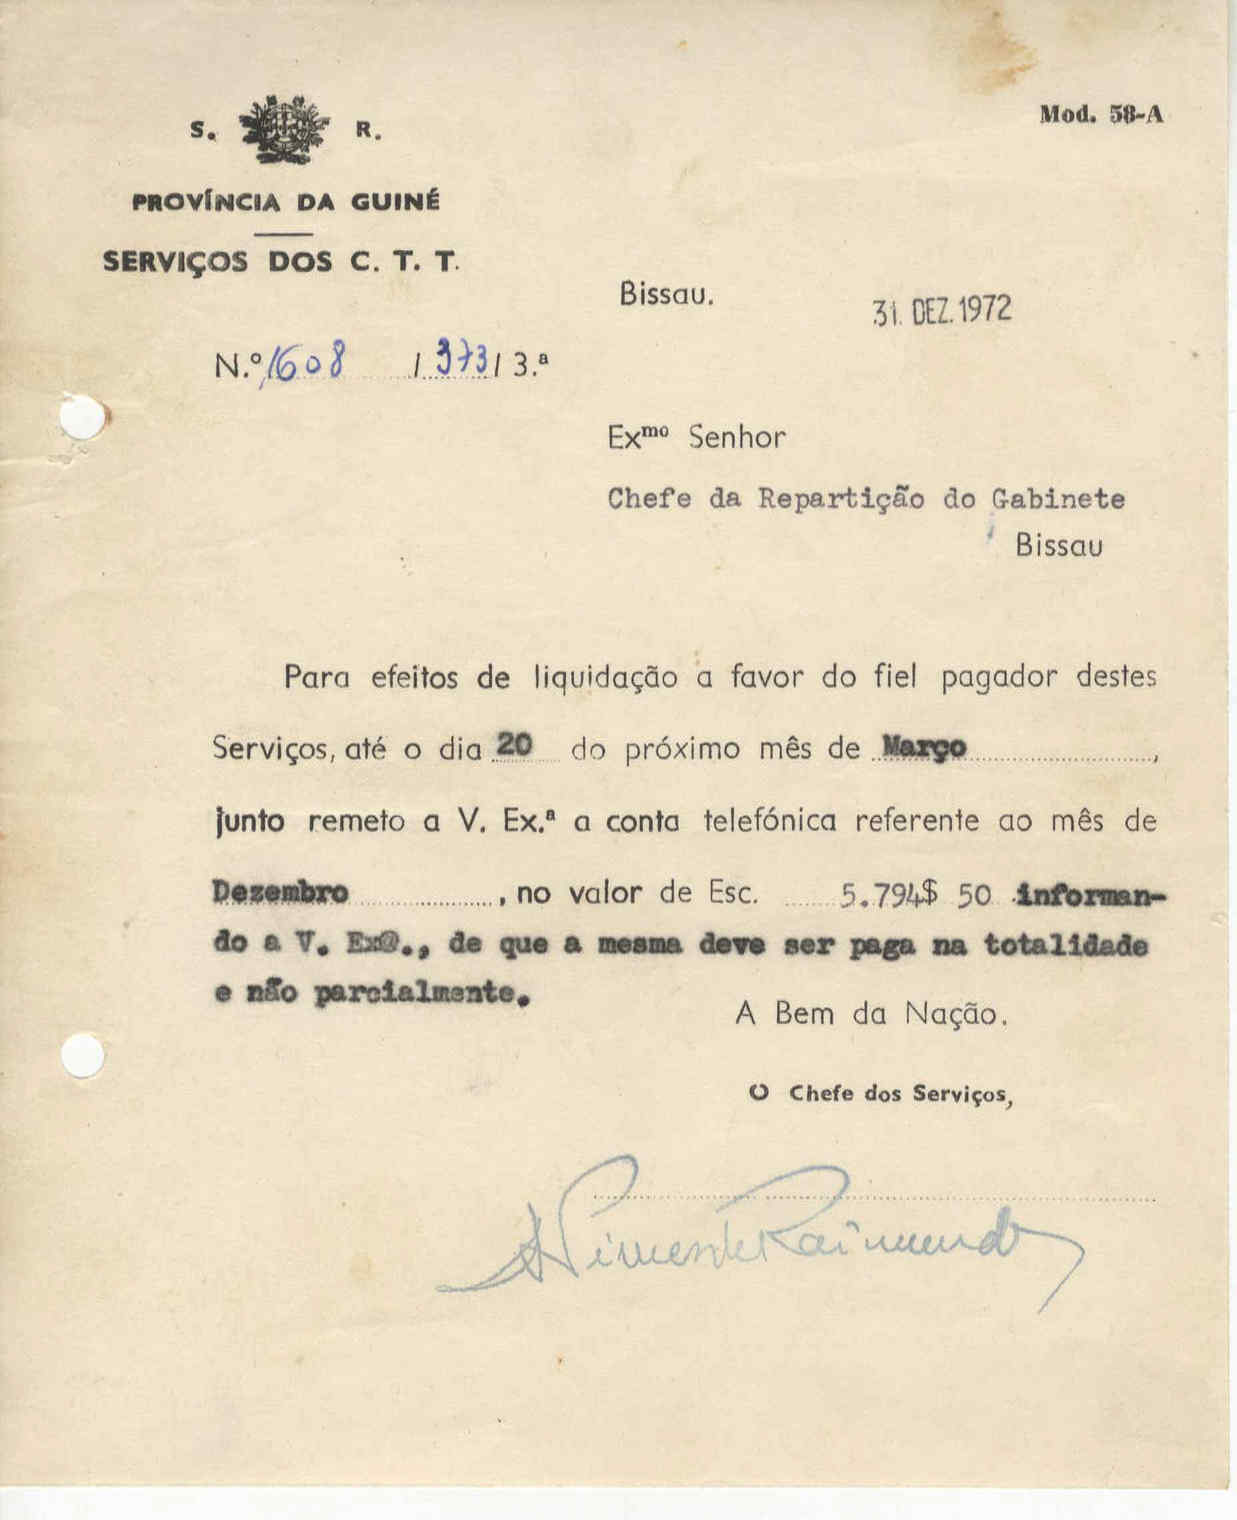 S. R.
Mod. 58-A
PROVÍNCIA DA GUINÉ
SERVIÇOS DOS C. T. T.
Bissau. 31. DEZ. 1972
N.º 1608 / 373 / 3.ª
Exmo Senhor
Chefe da Repartição do Gabinete
Bissau
Para efeitos de liquidação a favor do fiel pagador destes
Serviços, até o dia 20 do próximo mês de Março,
junto remeto a V. Ex.ª a conta telefónica referente ao mês de
Dezembro, no valor de Esc. 5.794$ 50 informan-
do a V. Exª., de que a mesma deve ser paga na totalidade
e não parcialmente.
A Bem da Nação.
O Chefe dos Serviços,
Raimundo